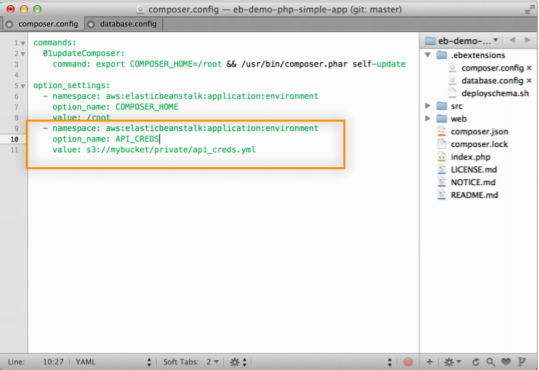 composer.config — eb-demo-php-simple-app (git: master)
composer.config database.config
1 commands:
2 01updateComposer:
3 command: export COMPOSER_HOME=/root && /usr/bin/composer.phar self-update
4
5 option_settings:
6 - namespace: aws:elasticbeanstalk:application:environment
7 option_name: COMPOSER_HOME
8 value: /root
9 - namespace: aws:elasticbeanstalk:application:environment
10 option_name: API_CREDS
11 value: s3://mybucket/private/api_creds.yml
eb-demo-...
.ebextensions
composer.config
database.config
deployschema.sh
src
web
composer.json
composer.lock
index.php
LICENSE.md
NOTICE.md
README.md
Line: 10:27 YAML Soft Tabs: 2